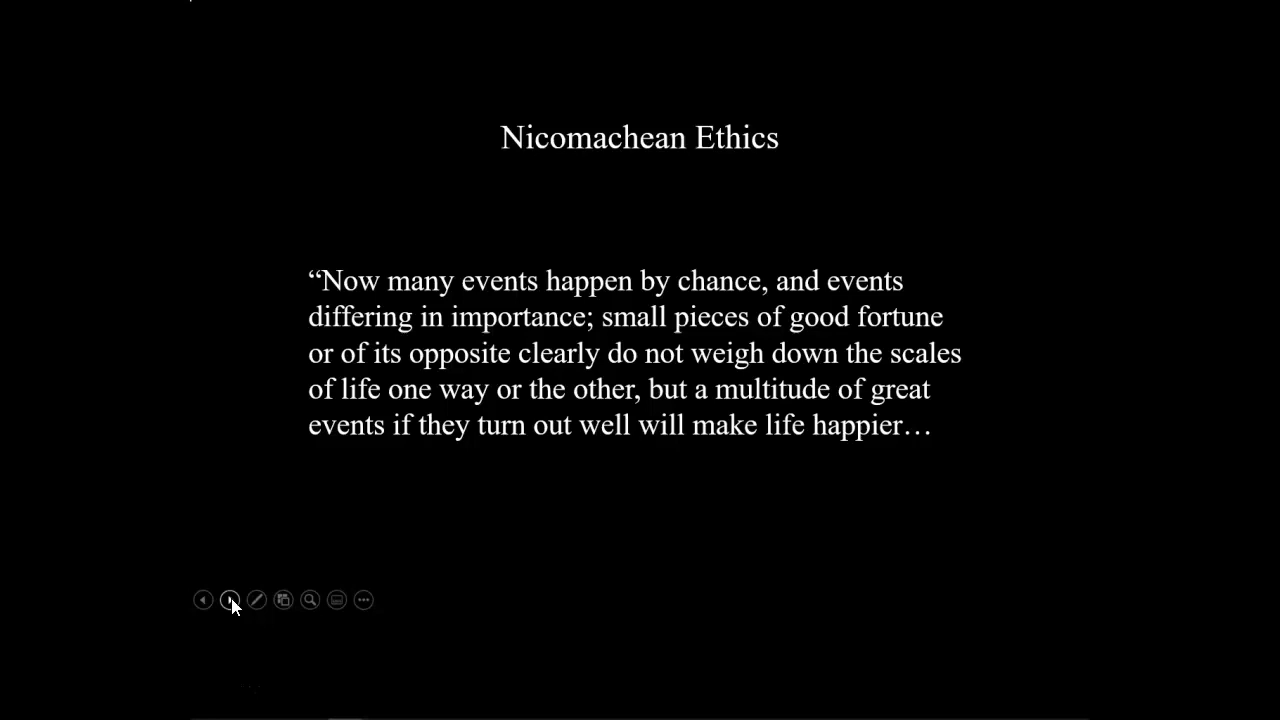 Nicomachean Ethics
“Now many events happen by chance, and events
differing in importance; small pieces of good fortune
or of its opposite clearly do not weigh down the scales
of life one way or the other, but a multitude of great
events if they turn out well will make life happier…